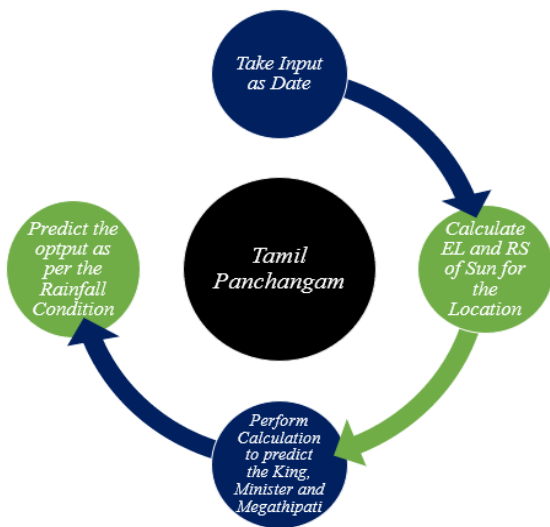 Take Input
as Date
Calculate
EL and RS
of Sun for
the
Location
Perform
Calculation
to predict
the King,
Minister and
Megathipati
Predict the
optput as
per the
Rainfall
Condition
Tamil
Panchangam